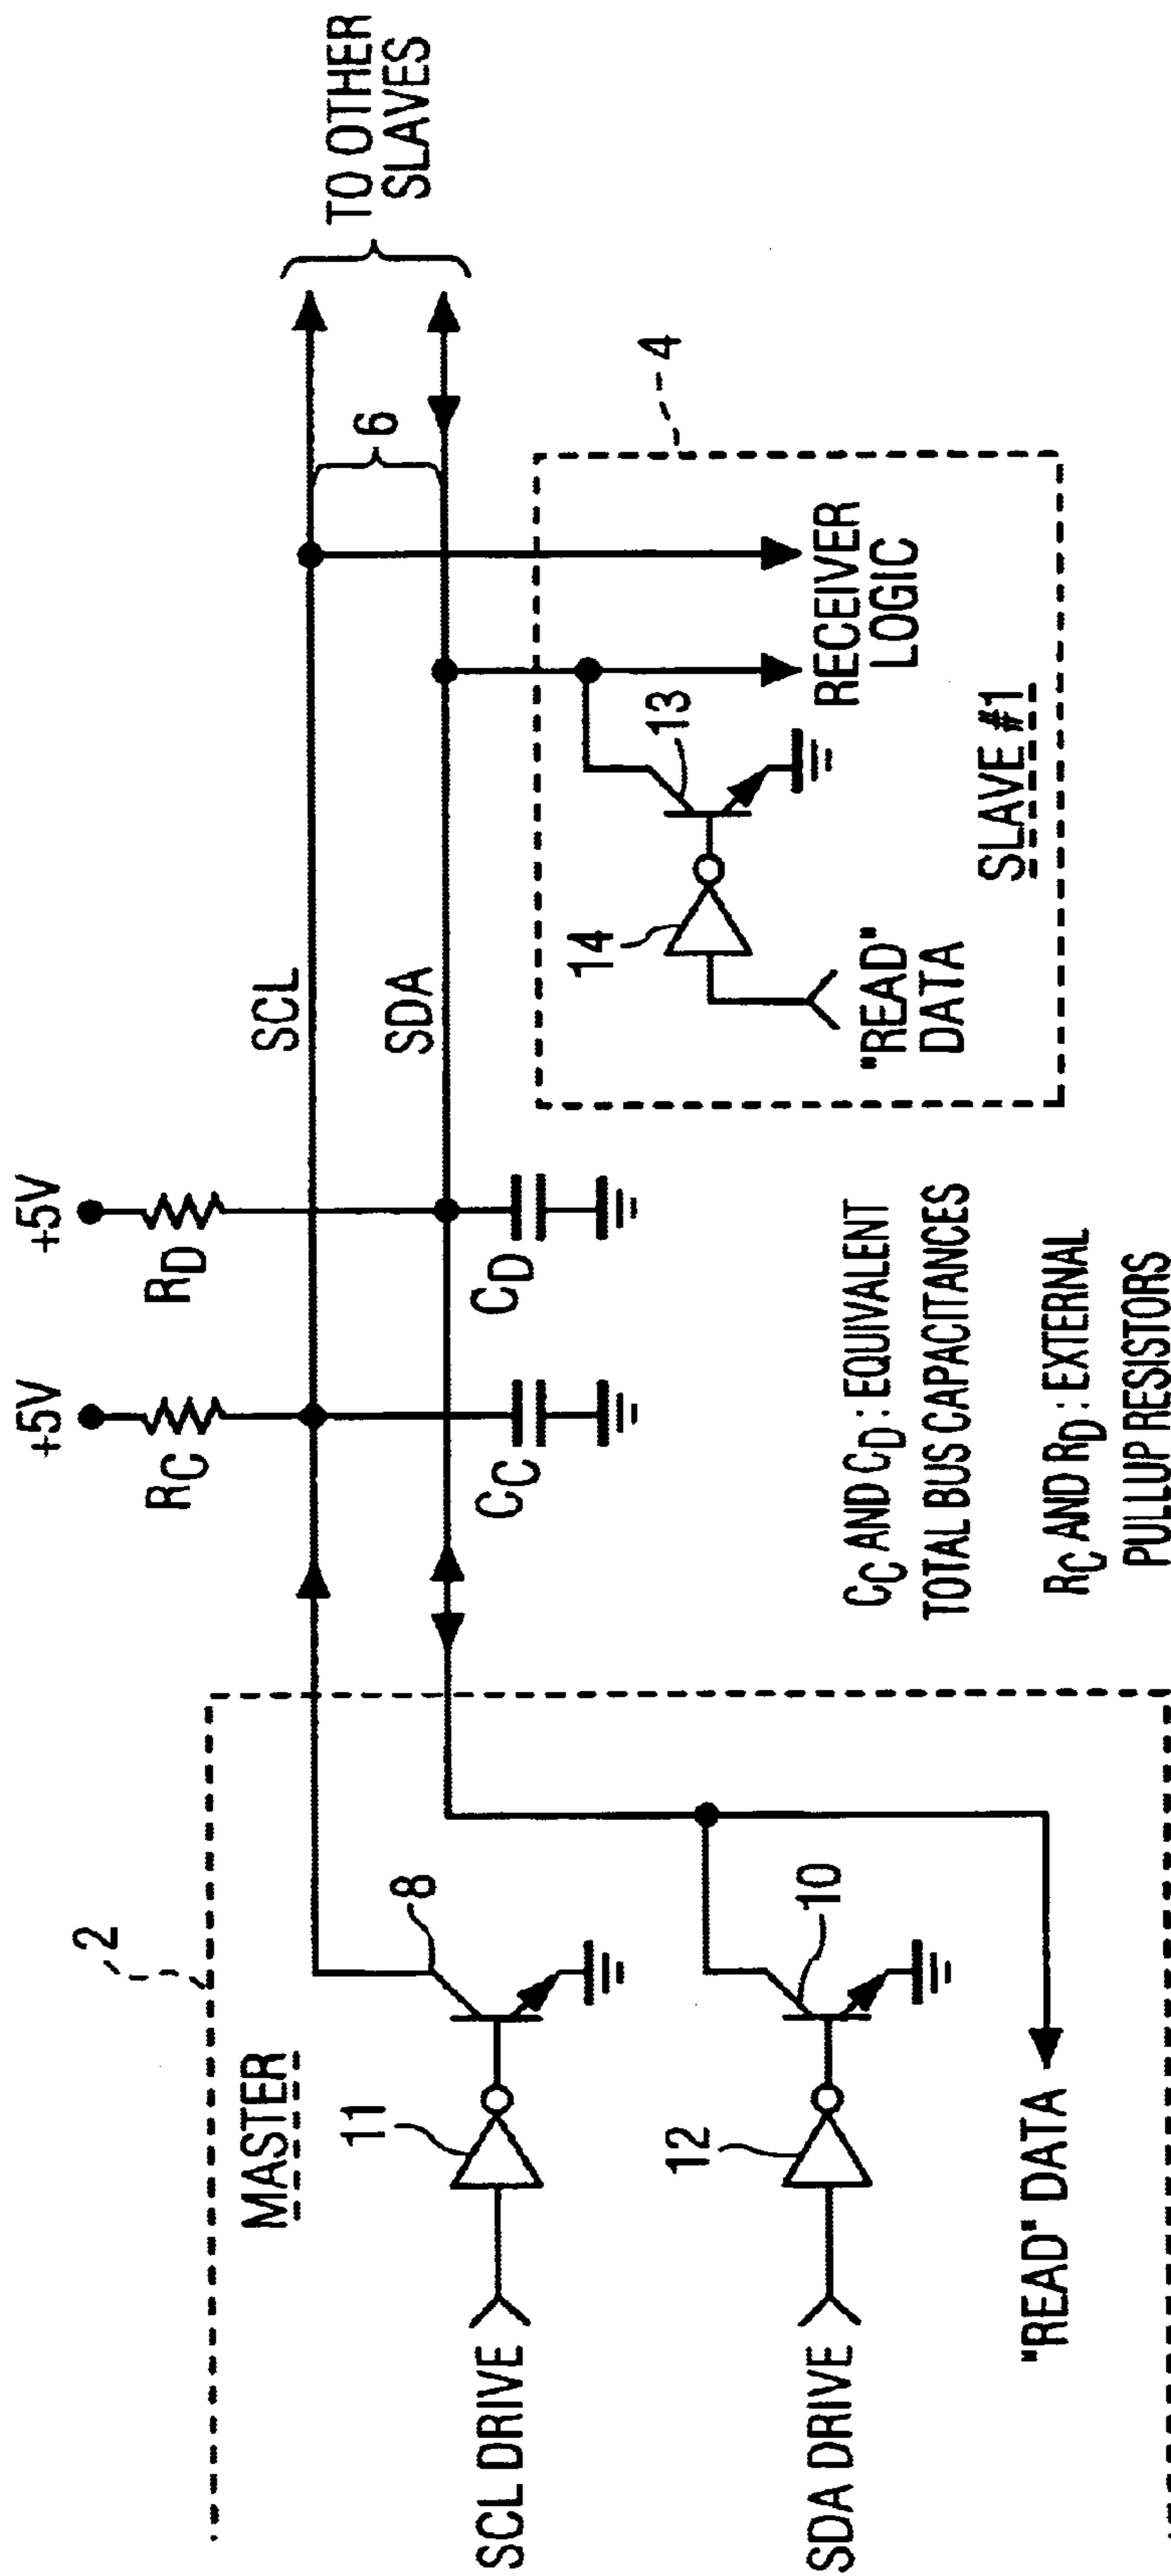 +5V
+5V
RC
RD
SCL
SDA
CC
CD
6
TO OTHER
SLAVES
2
MASTER
8
11
SCL DRIVE
10
12
SDA DRIVE
"READ" DATA
CC AND CD : EQUIVALENT
TOTAL BUS CAPACITANCES
RC AND RD : EXTERNAL
PULLUP RESISTORS
4
13
14
"READ"
DATA
RECEIVER
LOGIC
SLAVE #1